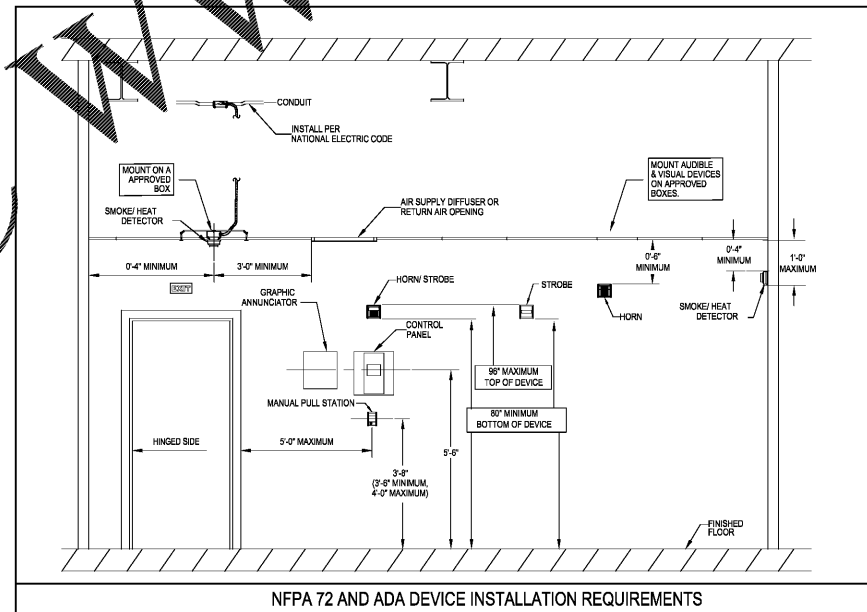 CONDUIT
INSTALL PER
NATIONAL ELECTRIC CODE
MOUNT ON A
APPROVED
BOX
SMOKE/ HEAT
DETECTOR
AIR SUPPLY DIFFUSER OR
RETURN AIR OPENING
MOUNT AUDIBLE
& VISUAL DEVICES
ON APPROVED
BOXES.
0'-4" MINIMUM
3'-0" MINIMUM
0'-6"
MINIMUM
0'-4"
MINIMUM
1'-0"
MAXIMUM
EXIT
GRAPHIC
ANNUNCIATOR
HORN/ STROBE
STROBE
HORN
SMOKE/ HEAT
DETECTOR
CONTROL
PANEL
96" MAXIMUM
TOP OF DEVICE
MANUAL PULL STATION
80" MINIMUM
BOTTOM OF DEVICE
HINGED SIDE
5'-0" MAXIMUM
5'-6"
3'-8"
(3'-6" MINIMUM,
4'-0" MAXIMUM)
FINISHED
FLOOR
NFPA 72 AND ADA DEVICE INSTALLATION REQUIREMENTS